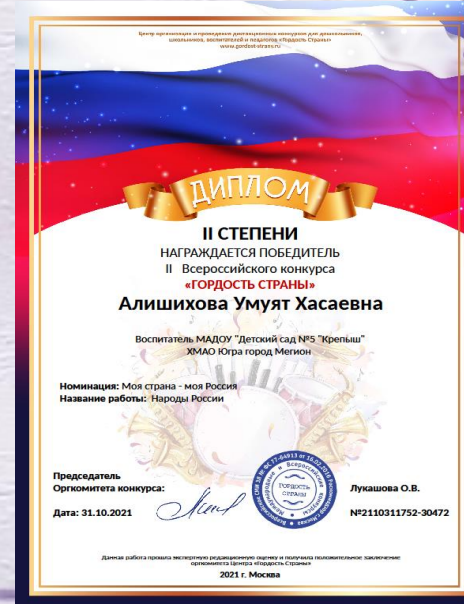 Центр организации и проведения дистанционных конкурсов для дошкольников,
школьников, воспитателей и педагогов «Гордость Страны»
www.gordost-strany.ru
ДИПЛОМ
II СТЕПЕНИ
НАГРАЖДАЕТСЯ ПОБЕДИТЕЛЬ
II Всероссийского конкурса
«ГОРДОСТЬ СТРАНЫ»
Алишихова Умуят Хасаевна
Воспитатель МАДОУ "Детский сад №5 "Крепыш"
ХМАО Югра город Мегион
Номинация: Моя страна - моя Россия
Название работы: Народы России
Председатель
Оргкомитета конкурса:
Лукашова О.В.
ГОРДОСТЬ
СТРАНЫ
Дата: 31.10.2021
№2110311752-30472
Данная работа прошла экспертную редакционную оценку и получила положительное заключение
оргкомитета Центра «Гордость Страны»
2021 г. Москва